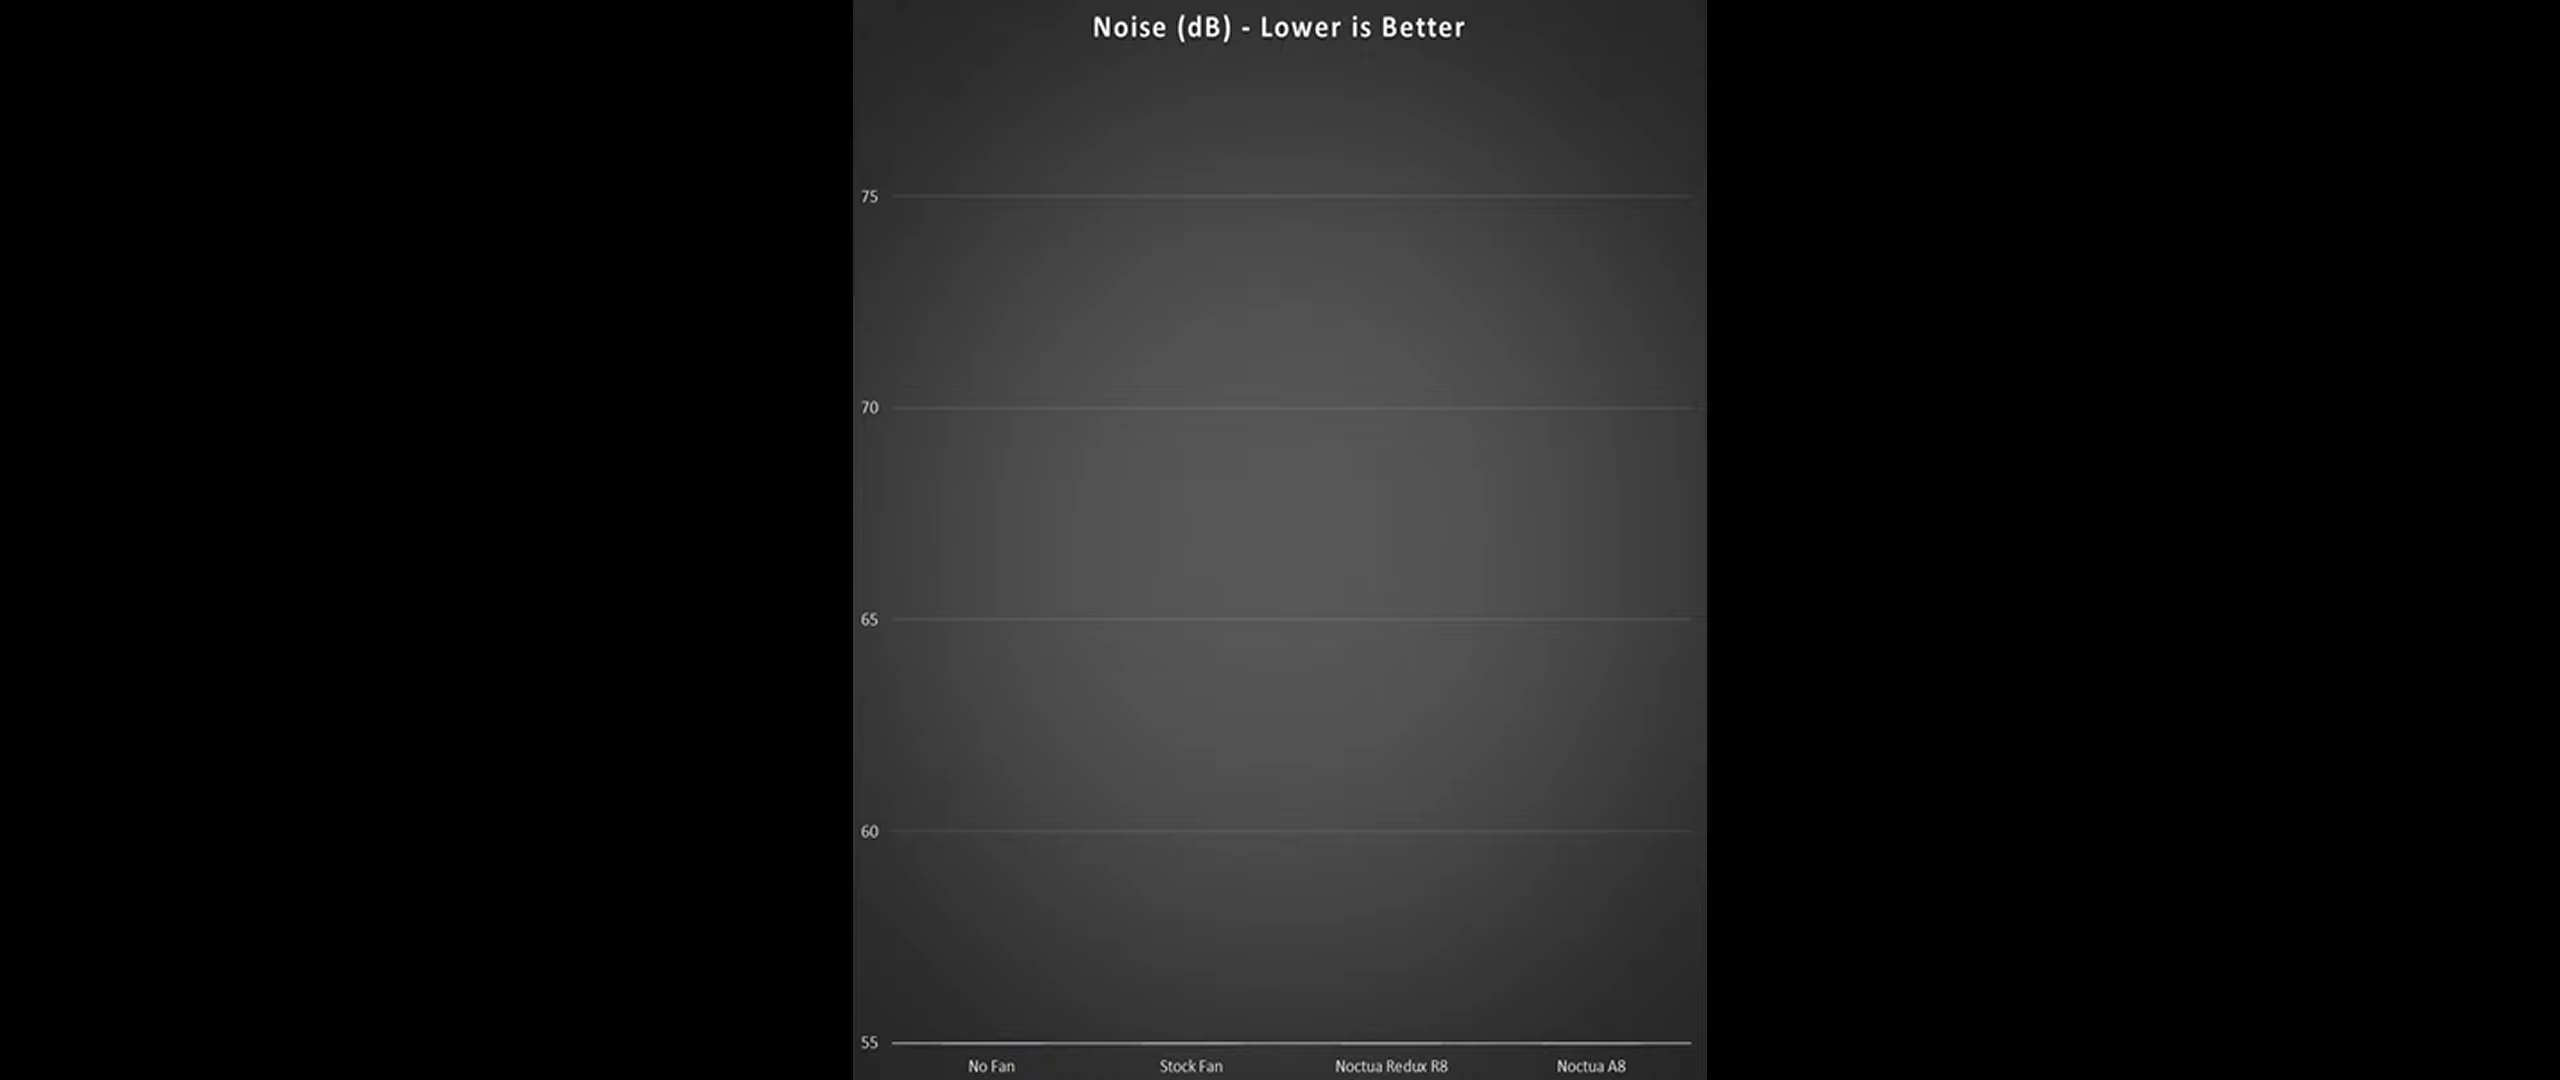 Noise (dB) - Lower is Better
75
70
65
60
55
No Fan Stock Fan Noctua Redux R8 Noctua A8